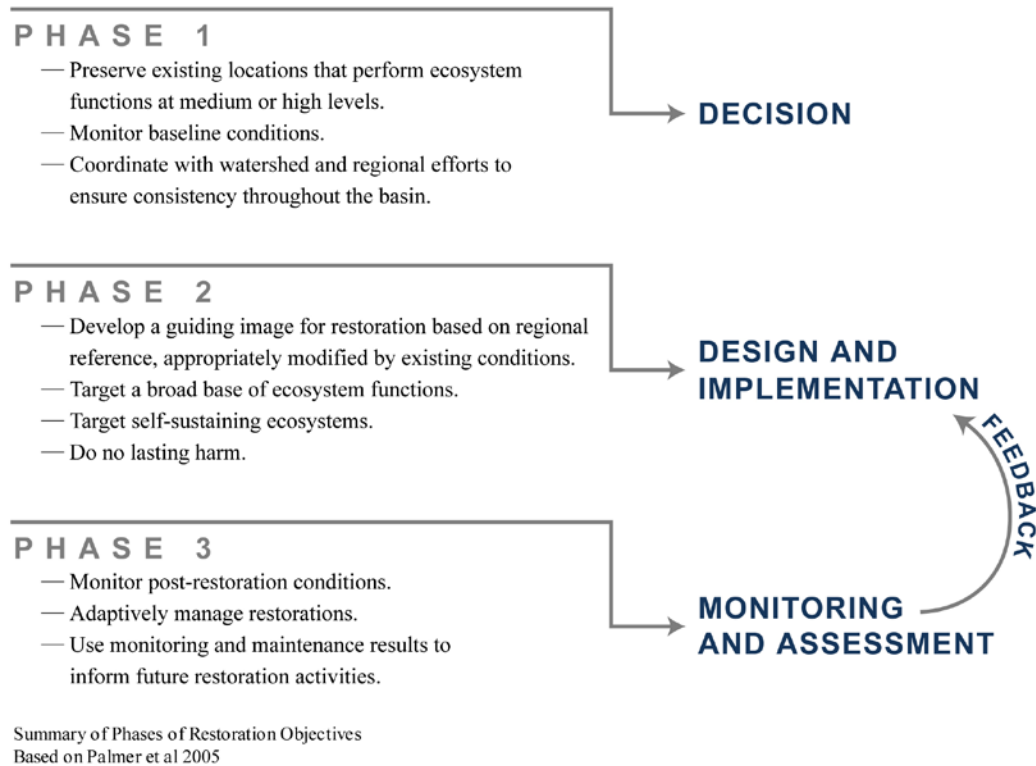 PHASE 1
— Preserve existing locations that perform ecosystem
functions at medium or high levels.
— Monitor baseline conditions.
— Coordinate with watershed and regional efforts to
ensure consistency throughout the basin.
DECISION
PHASE 2
— Develop a guiding image for restoration based on regional
reference, appropriately modified by existing conditions.
— Target a broad base of ecosystem functions.
— Target self-sustaining ecosystems.
— Do no lasting harm.
DESIGN AND
IMPLEMENTATION
FEEDBACK
PHASE 3
— Monitor post-restoration conditions.
— Adaptively manage restorations.
— Use monitoring and maintenance results to
inform future restoration activities.
MONITORING
AND ASSESSMENT
Summary of Phases of Restoration Objectives
Based on Palmer et al 2005